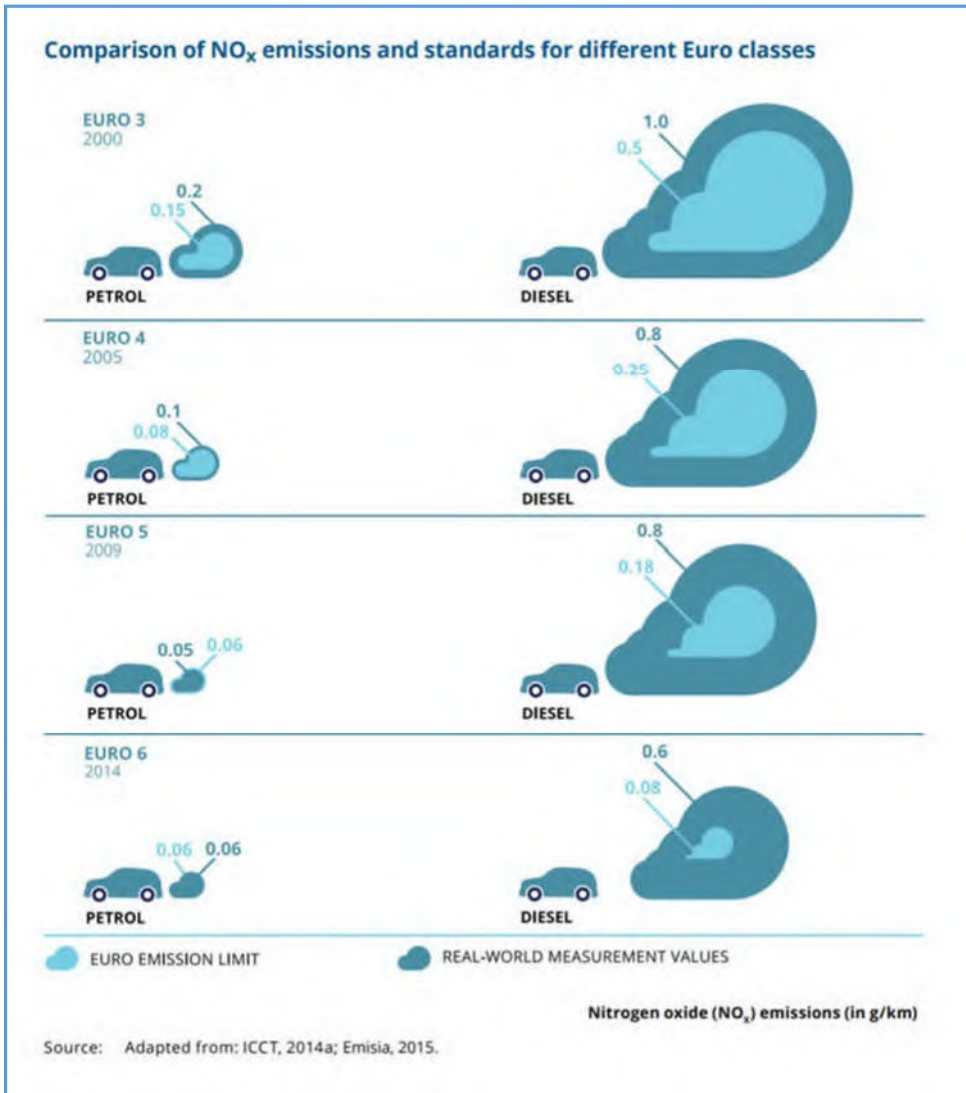 Comparison of NOx emissions and standards for different Euro classes
EURO 3
2000
0.2
0.15
PETROL
1.0
0.5
DIESEL
EURO 4
2005
0.1
0.08
PETROL
0.8
0.25
DIESEL
EURO 5
2009
0.05 0.06
PETROL
0.8
0.18
DIESEL
EURO 6
2014
0.06 0.06
PETROL
0.6
0.08
DIESEL
EURO EMISSION LIMIT
REAL-WORLD MEASUREMENT VALUES
Nitrogen oxide (NOx) emissions (in g/km)
Source: Adapted from: ICCT, 2014a; Emisia, 2015.